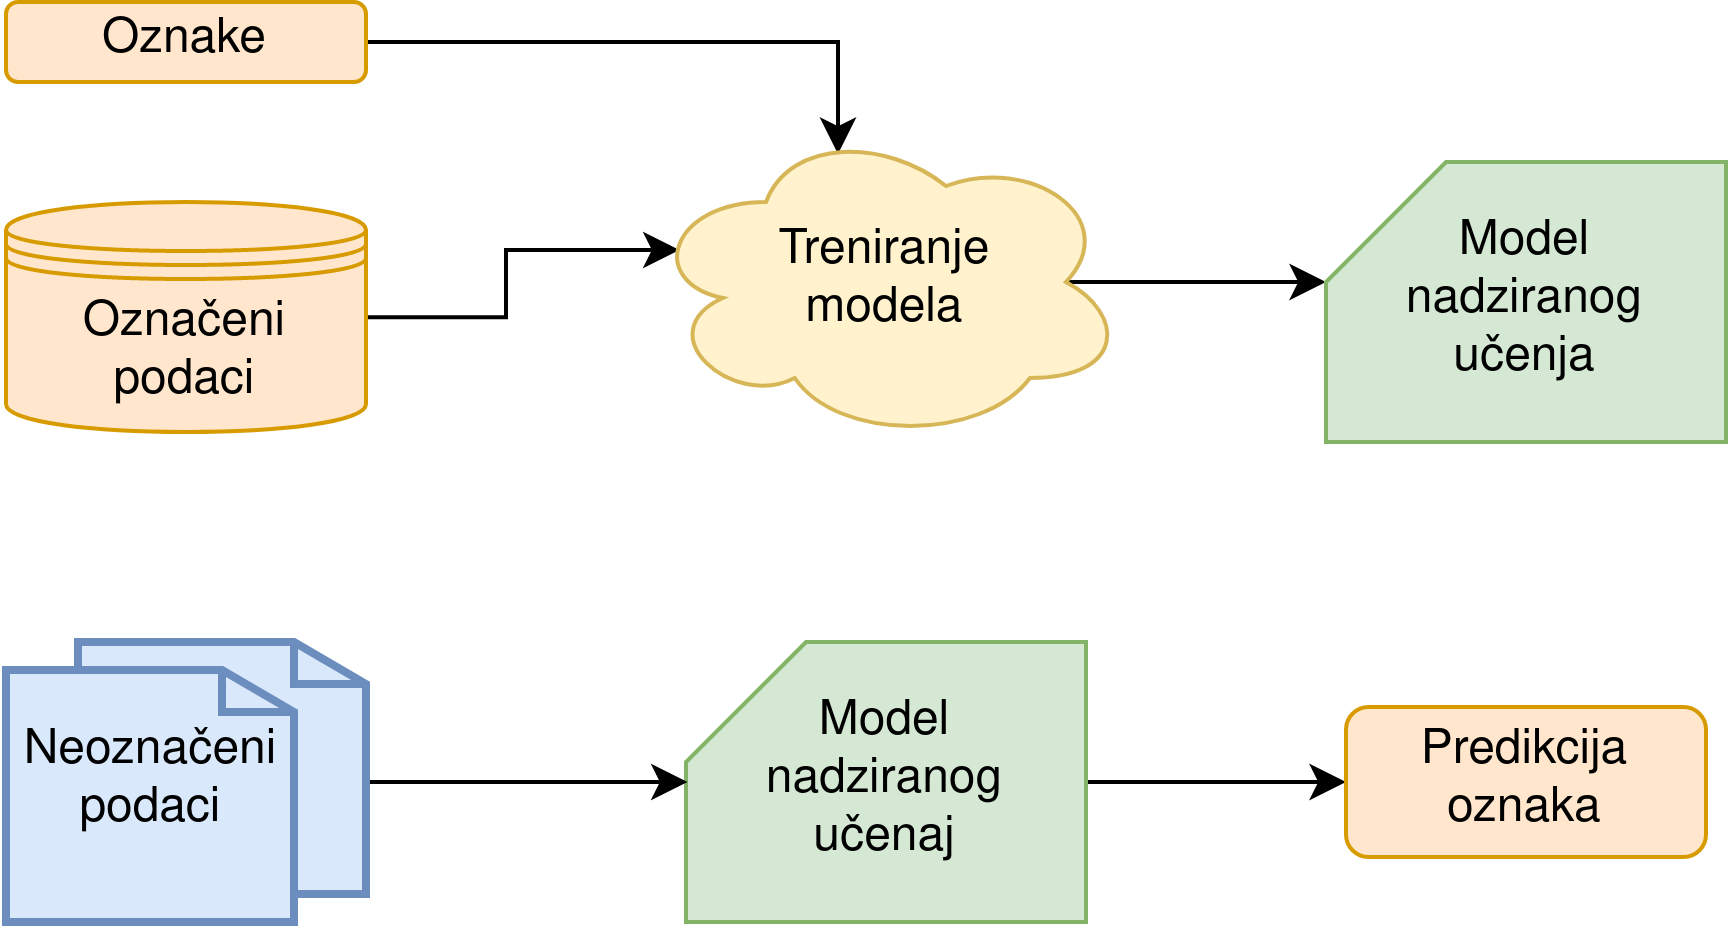 Oznake
Označeni
podaci
Treniranje
modela
Model
nadziranog
učenja
Neoznačeni
podaci
Model
nadziranog
učenaj
Predikcija
oznaka